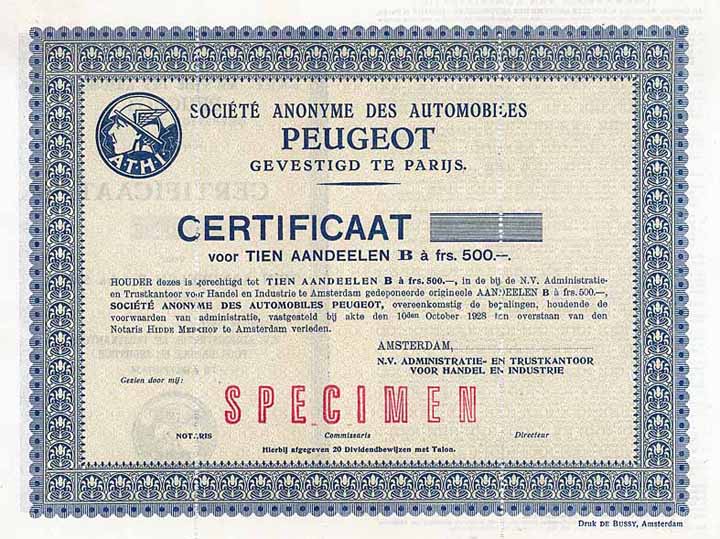 SOCIÉTÉ ANONYME DES AUTOMOBILES
PEUGEOT
GEVESTIGD TE PARIJS.
A·T·H·I
CERTIFICAAT
voor TIEN AANDEELEN B à frs. 500.—.
HOUDER dezes is gerechtigd tot TIEN AANDEELEN B à frs. 500.—, in de bij de N.V. Administratie-
en Trustkantoor voor Handel en Industrie te Amsterdam gedeponeerde origineele AANDEELEN B à frs. 500.—,
SOCIÉTÉ ANONYME DES AUTOMOBILES PEUGEOT, overeenkomstig de bepalingen, houdende de
voorwaarden van administratie, vastgesteld bij akte den 10den October 1928 ten overstaan van den
Notaris HIDDE to Amsterdam verleden.
AMSTERDAM,
N.V. ADMINISTRATIE- EN TRUSTKANTOOR
VOOR HANDEL EN INDUSTRIE
Gezien door mij:
SPECIMEN
NOTARIS Commissaris Directeur
Hierbij afgegeven 20 Dividendbewijzen met Talon.
Druk DE BUSSY, Amsterdam